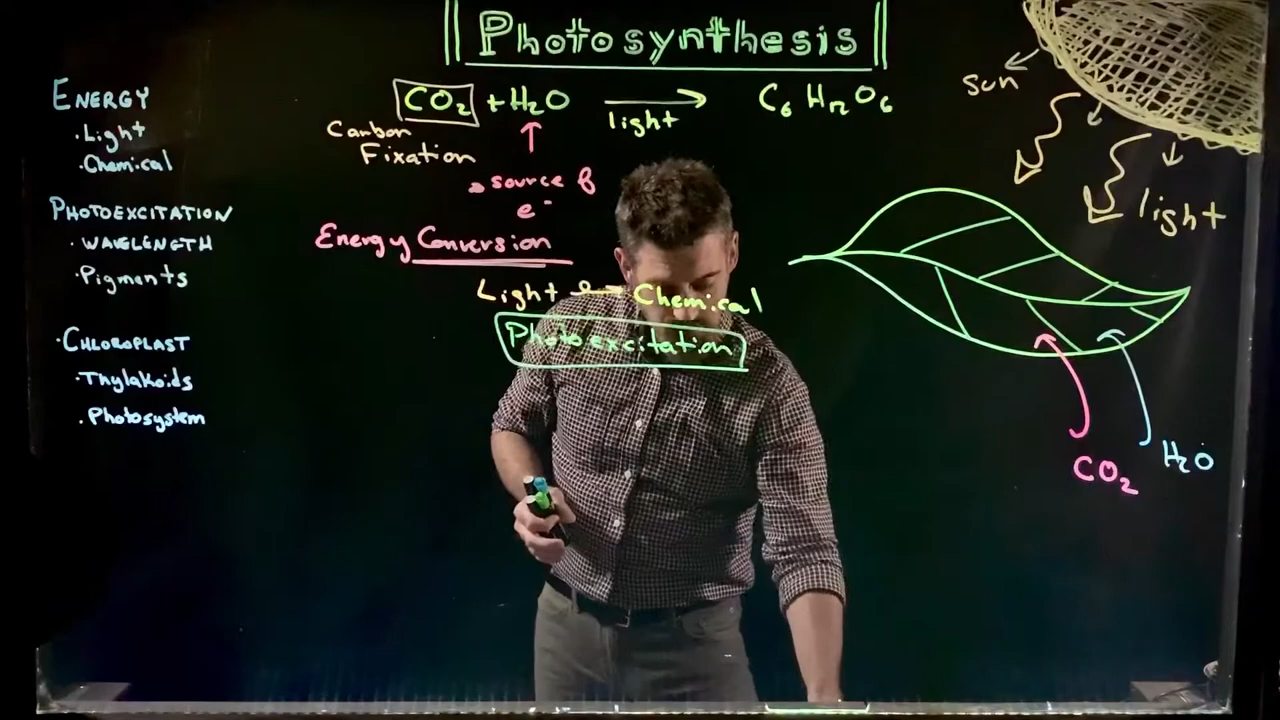 Photosynthesis
ENERGY
· Light
· Chemical
PHOTOEXCITATION
· WAVELENGTH
· Pigments
· CHLOROPLAST
· Thylakoids
· Photosystem
CO₂ + H₂O → C₆ H₁₂ O₆
light
Carbon
Fixation
source of
e⁻
Energy Conversion
Light → Chemical
Photoexcitation
sun
light
CO₂
H₂O